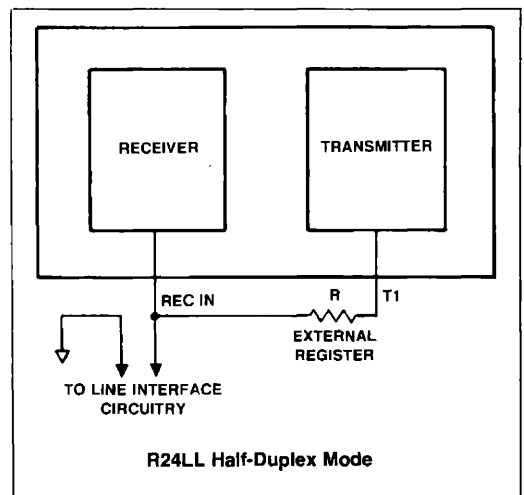 RECEIVER
TRANSMITTER
REC IN
R
T1
EXTERNAL
REGISTER
TO LINE INTERFACE
CIRCUITRY
R24LL Half-Duplex Mode